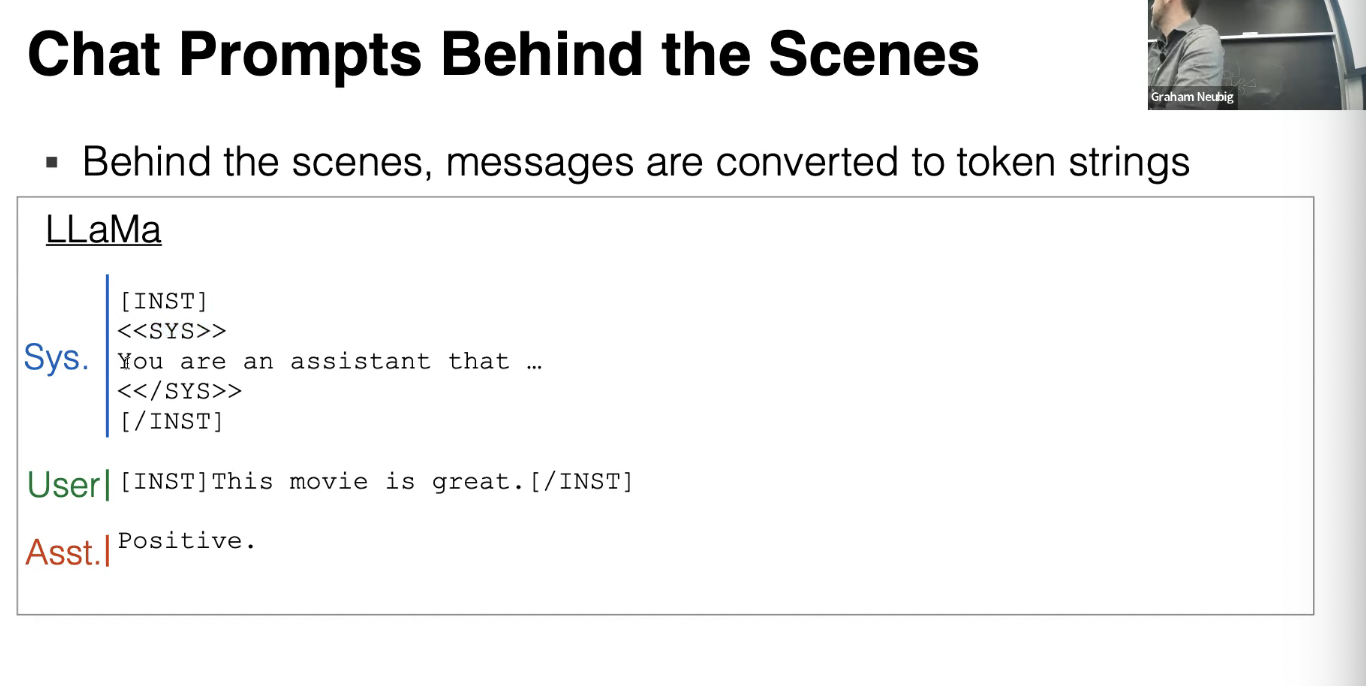 Chat Prompts Behind the Scenes
Graham Neubig
▪ Behind the scenes, messages are converted to token strings
LLaMa
Sys.
[INST]
<<SYS>>
You are an assistant that …
<</SYS>>
[/INST]
User
[INST]This movie is great.[/INST]
Asst.
Positive.